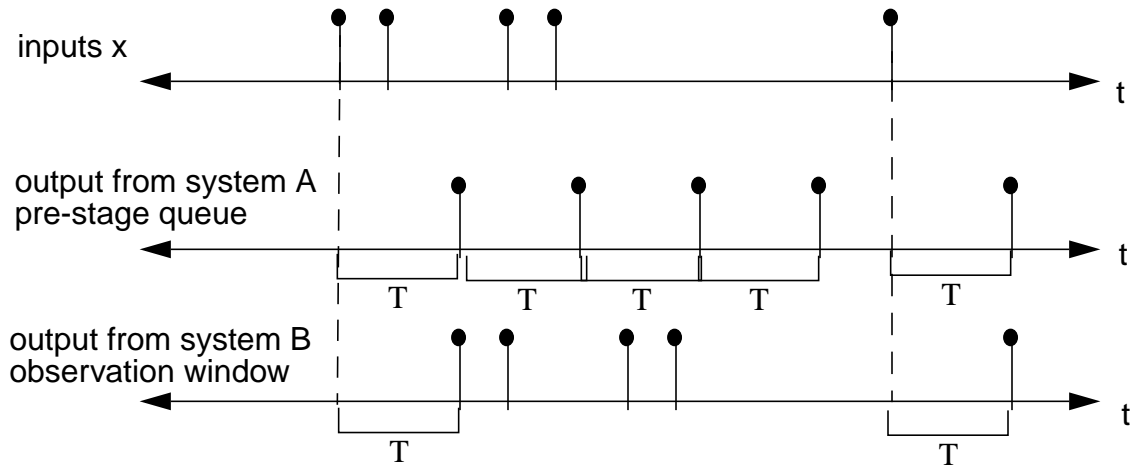 inputs x
t
output from system A
pre-stage queue
t
T
T
T
T
T
output from system B
observation window
t
T
T